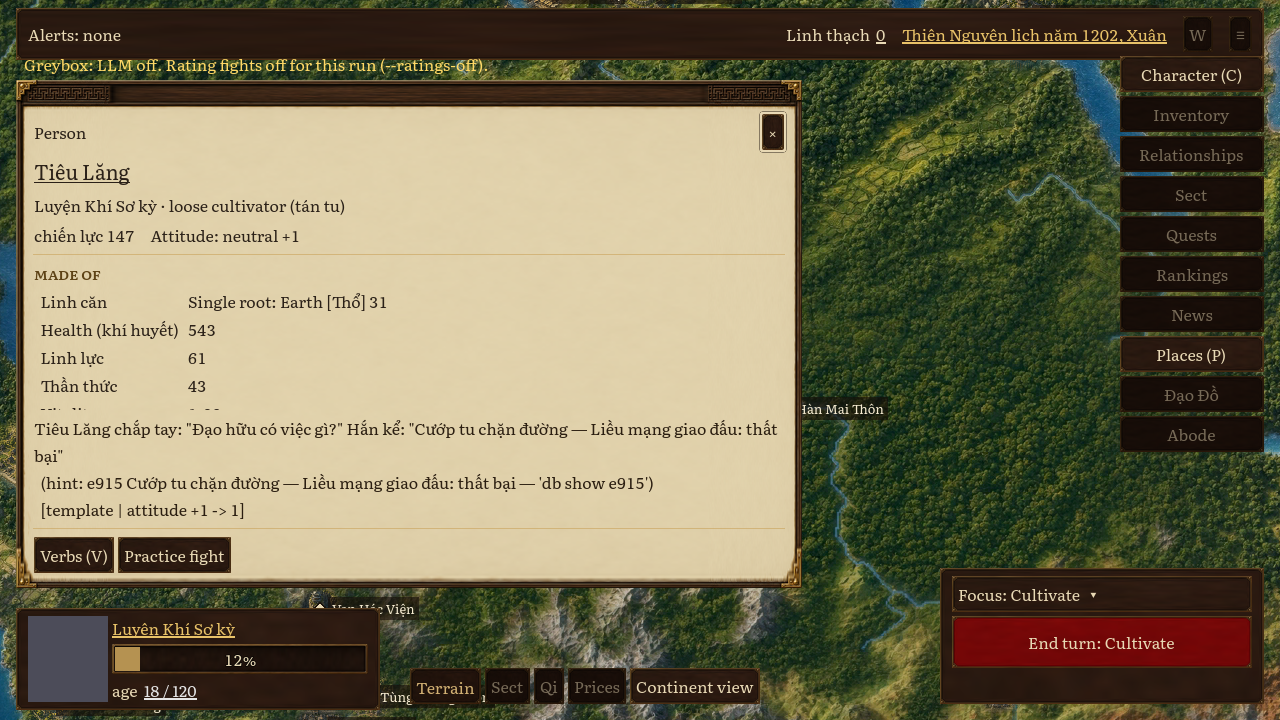 Alerts: none
Linh thạch 0
Thiên Nguyên lịch năm 1202, Xuân
W
≡
Greybox: LLM off. Rating fights off for this run (--ratings-off).
Character (C)
Inventory
Relationships
Sect
Quests
Rankings
News
Places (P)
Đạo Đồ
Abode
Person
×
Tiêu Lăng
Luyện Khí Sơ kỳ · loose cultivator (tán tu)
chiến lực 147 Attitude: neutral +1
MADE OF
Linh căn Single root: Earth [Thổ] 31
Health (khí huyết) 543
Linh lực 61
Thần thức 43
Tiêu Lăng chắp tay: "Đạo hữu có việc gì?" Hắn kể: "Cướp tu chặn đường — Liều mạng giao đấu: thất
bại"
(hint: e915 Cướp tu chặn đường — Liều mạng giao đấu: thất bại — 'db show e915')
[template | attitude +1 -> 1]
Verbs (V)
Practice fight
Hàn Mai Thôn
Viện
Luyện Khí Sơ kỳ
12%
age 18 / 120
Terrain
Sect
Qi
Prices
Continent view
Focus: Cultivate ▾
End turn: Cultivate